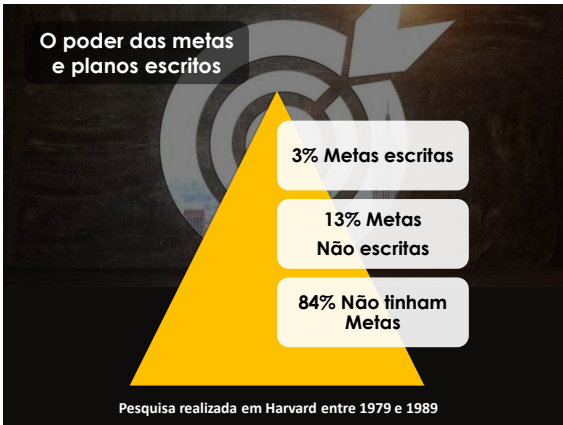 O poder das metas
e planos escritos
3% Metas escritas
13% Metas
Não escritas
84% Não tinham
Metas
Pesquisa realizada em Harvard entre 1979 e 1989